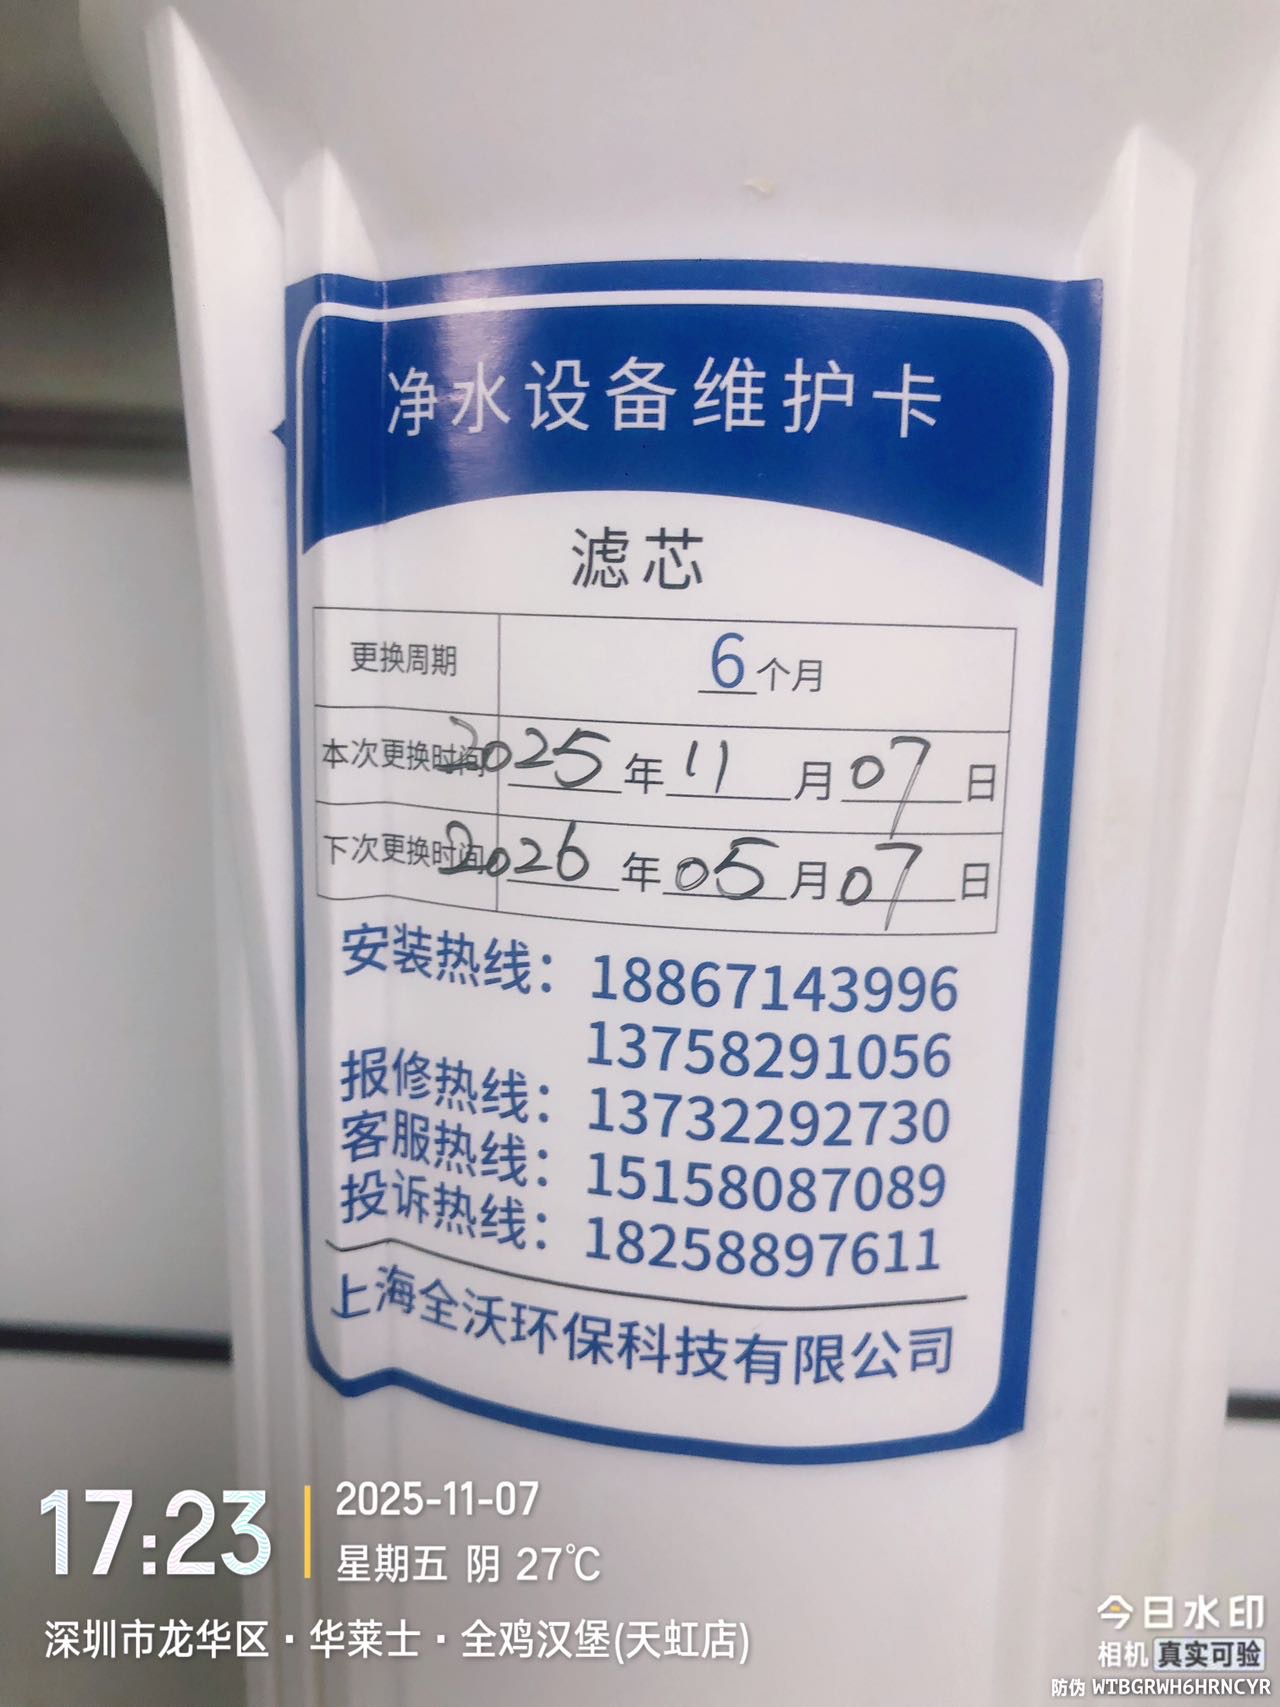 净水设备维护卡
滤芯
更换周期 6个月
本次更换时间 2025年11月07日
下次更换时间 2026年05月07日
安装热线：18867143996
13758291056
报修热线：13732292730
客服热线：15158087089
投诉热线：18258897611
上海全沃环保科技有限公司
17:23
2025-11-07
星期五 阴 27℃
深圳市龙华区·华莱士·全鸡汉堡(天虹店)
今日水印
相机 真实可验
防伪 WTBGRWH6HRNCYR